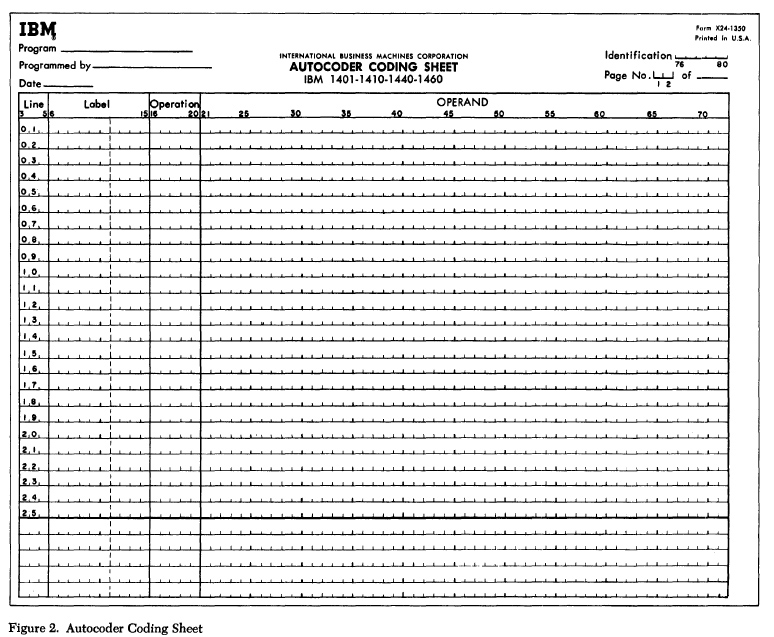 IBM
Form X24-1350
Printed in U.S.A.
Program
INTERNATIONAL BUSINESS MACHINES CORPORATION
Identification
76 80
Programmed by
AUTOCODER CODING SHEET
IBM 1401-1410-1440-1460
Page No. of
1 2
Date
Line Label Operation OPERAND
3 5 6 15 16 20 21 25 30 35 40 45 50 55 60 65 70
0,1,
0,2,
0,3,
0,4,
0,5,
0,6,
0,7,
0,8,
0,9,
1,0,
1,1,
1,2,
1,3,
1,4,
1,5,
1,6,
1,7,
1,8,
1,9,
2,0,
2,1,
2,2,
2,3,
2,4,
2,5,
Figure 2. Autocoder Coding Sheet